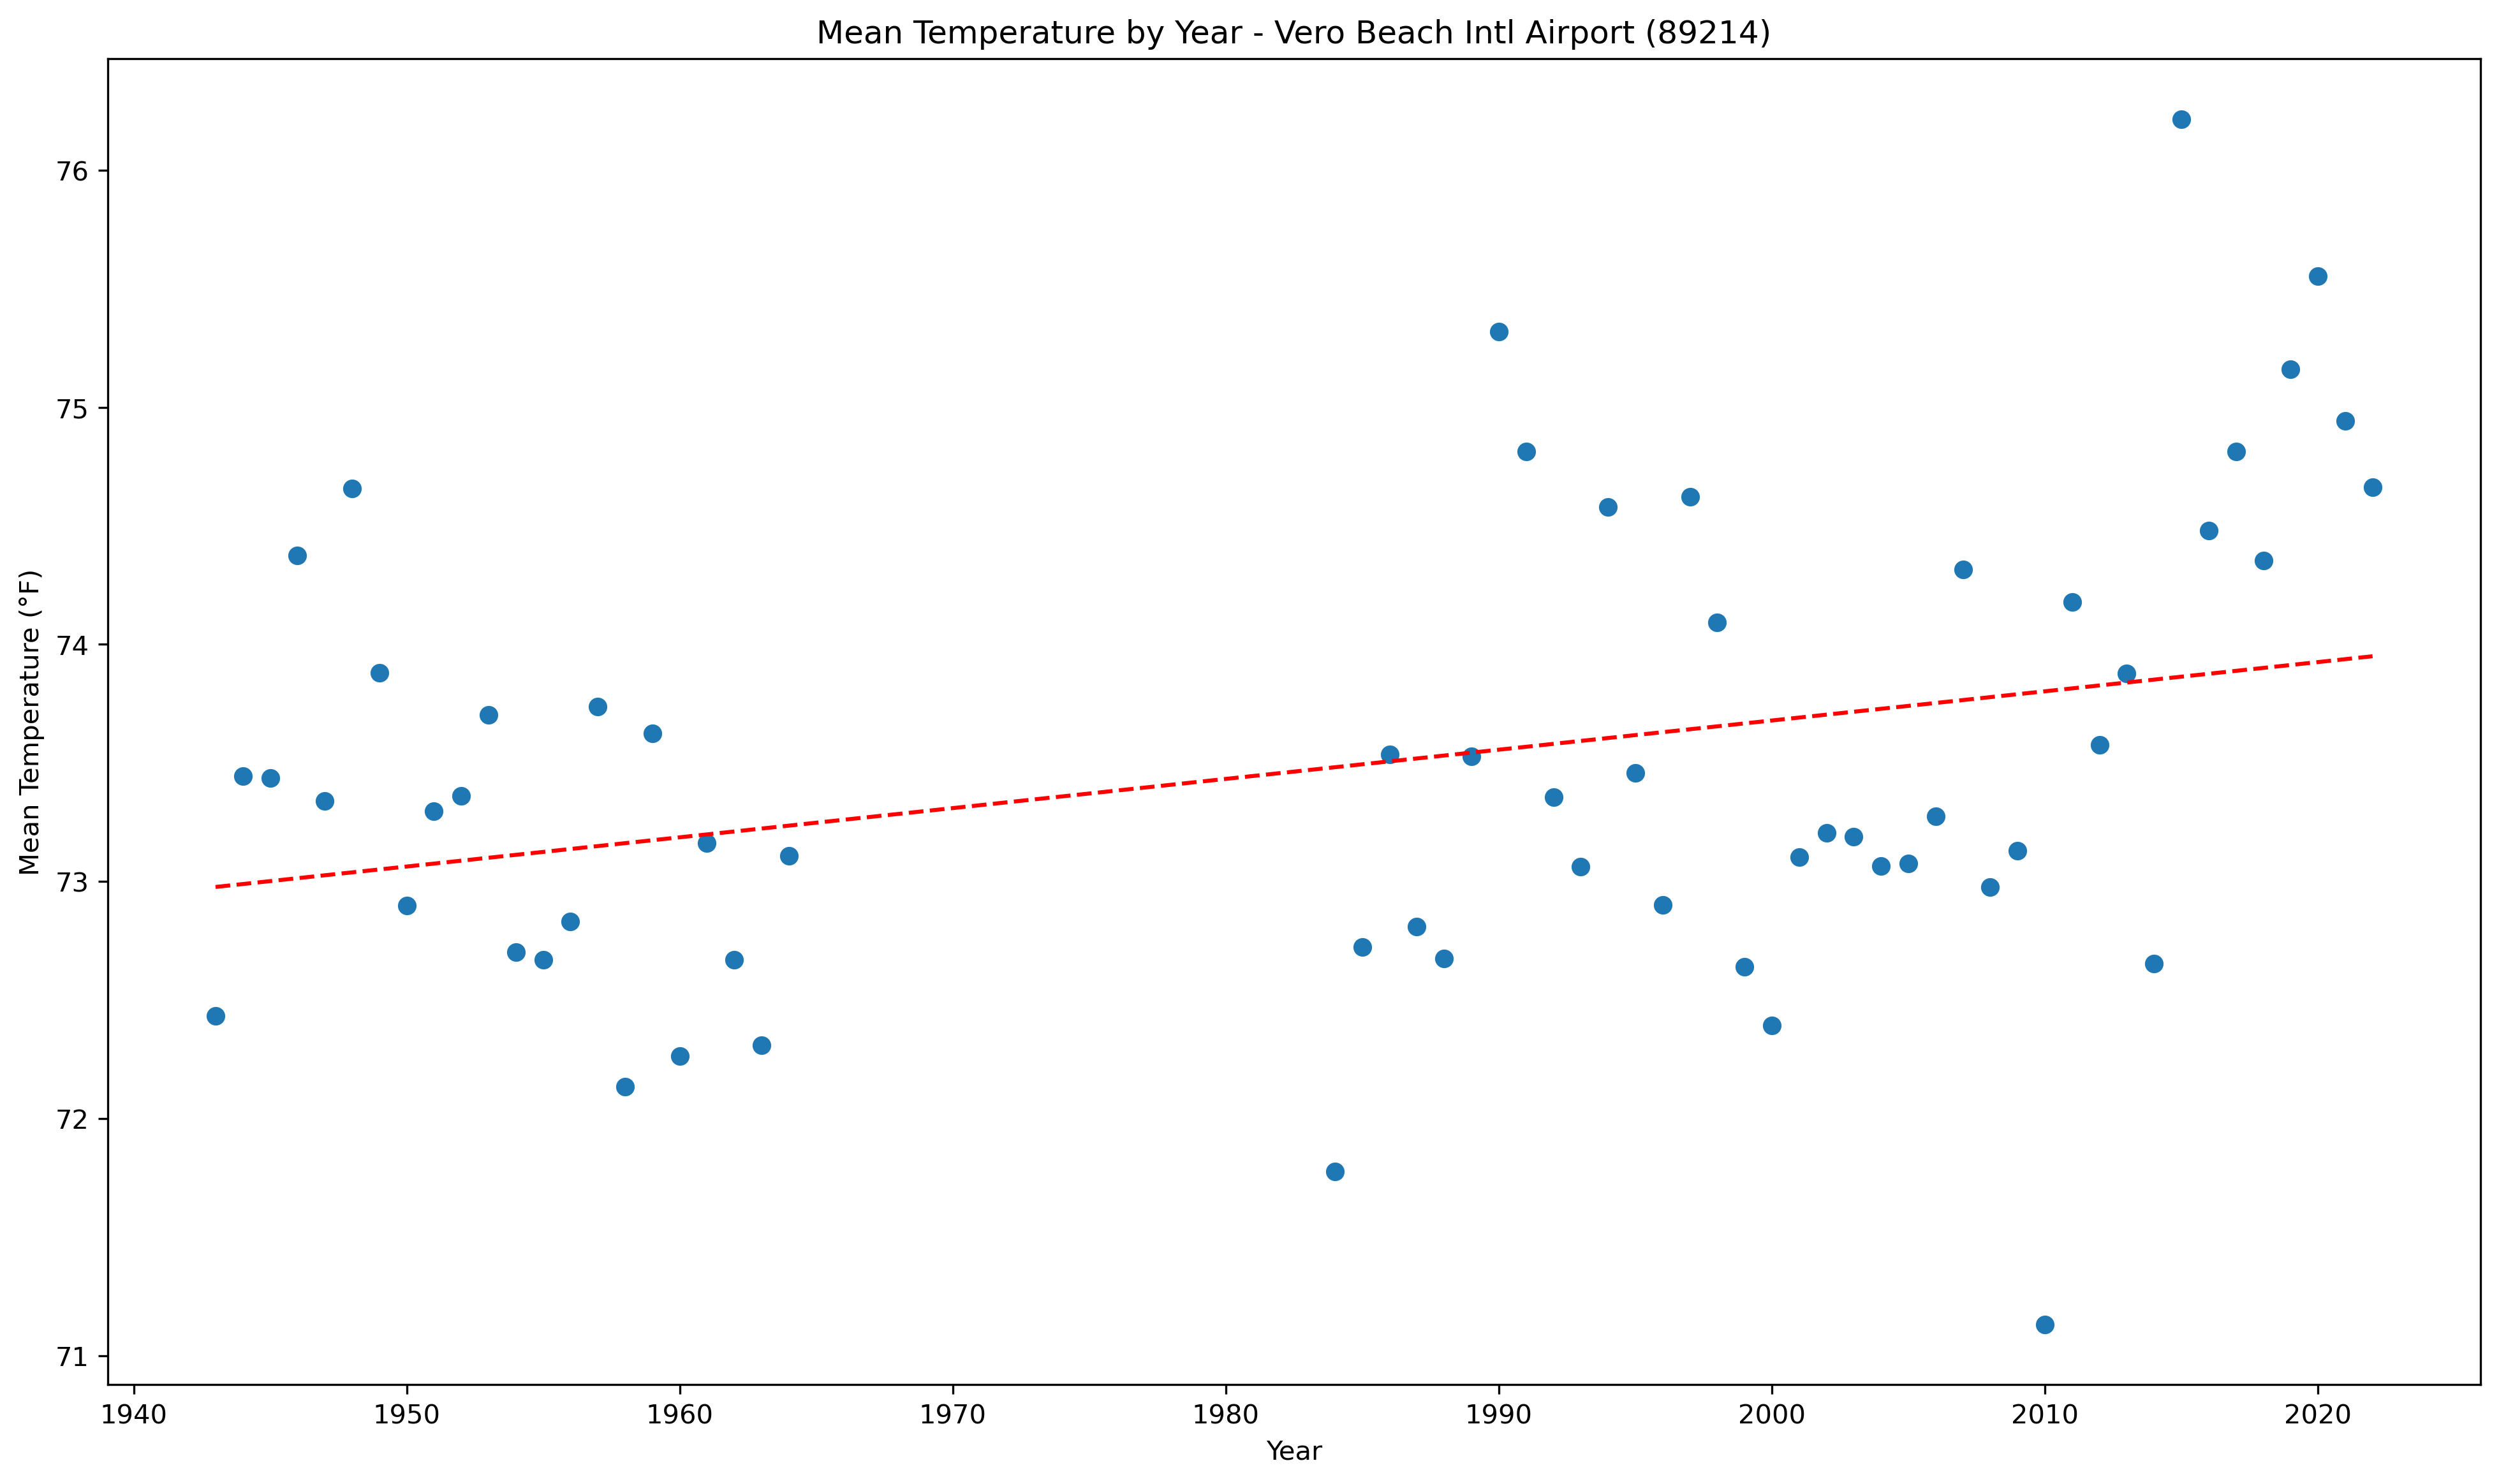 Mean Temperature by Year - Vero Beach Intl Airport (89214)
Mean Temperature (°F)
76
75
74
73
72
71
1940 1950 1960 1970 1980 1990 2000 2010 2020
Year